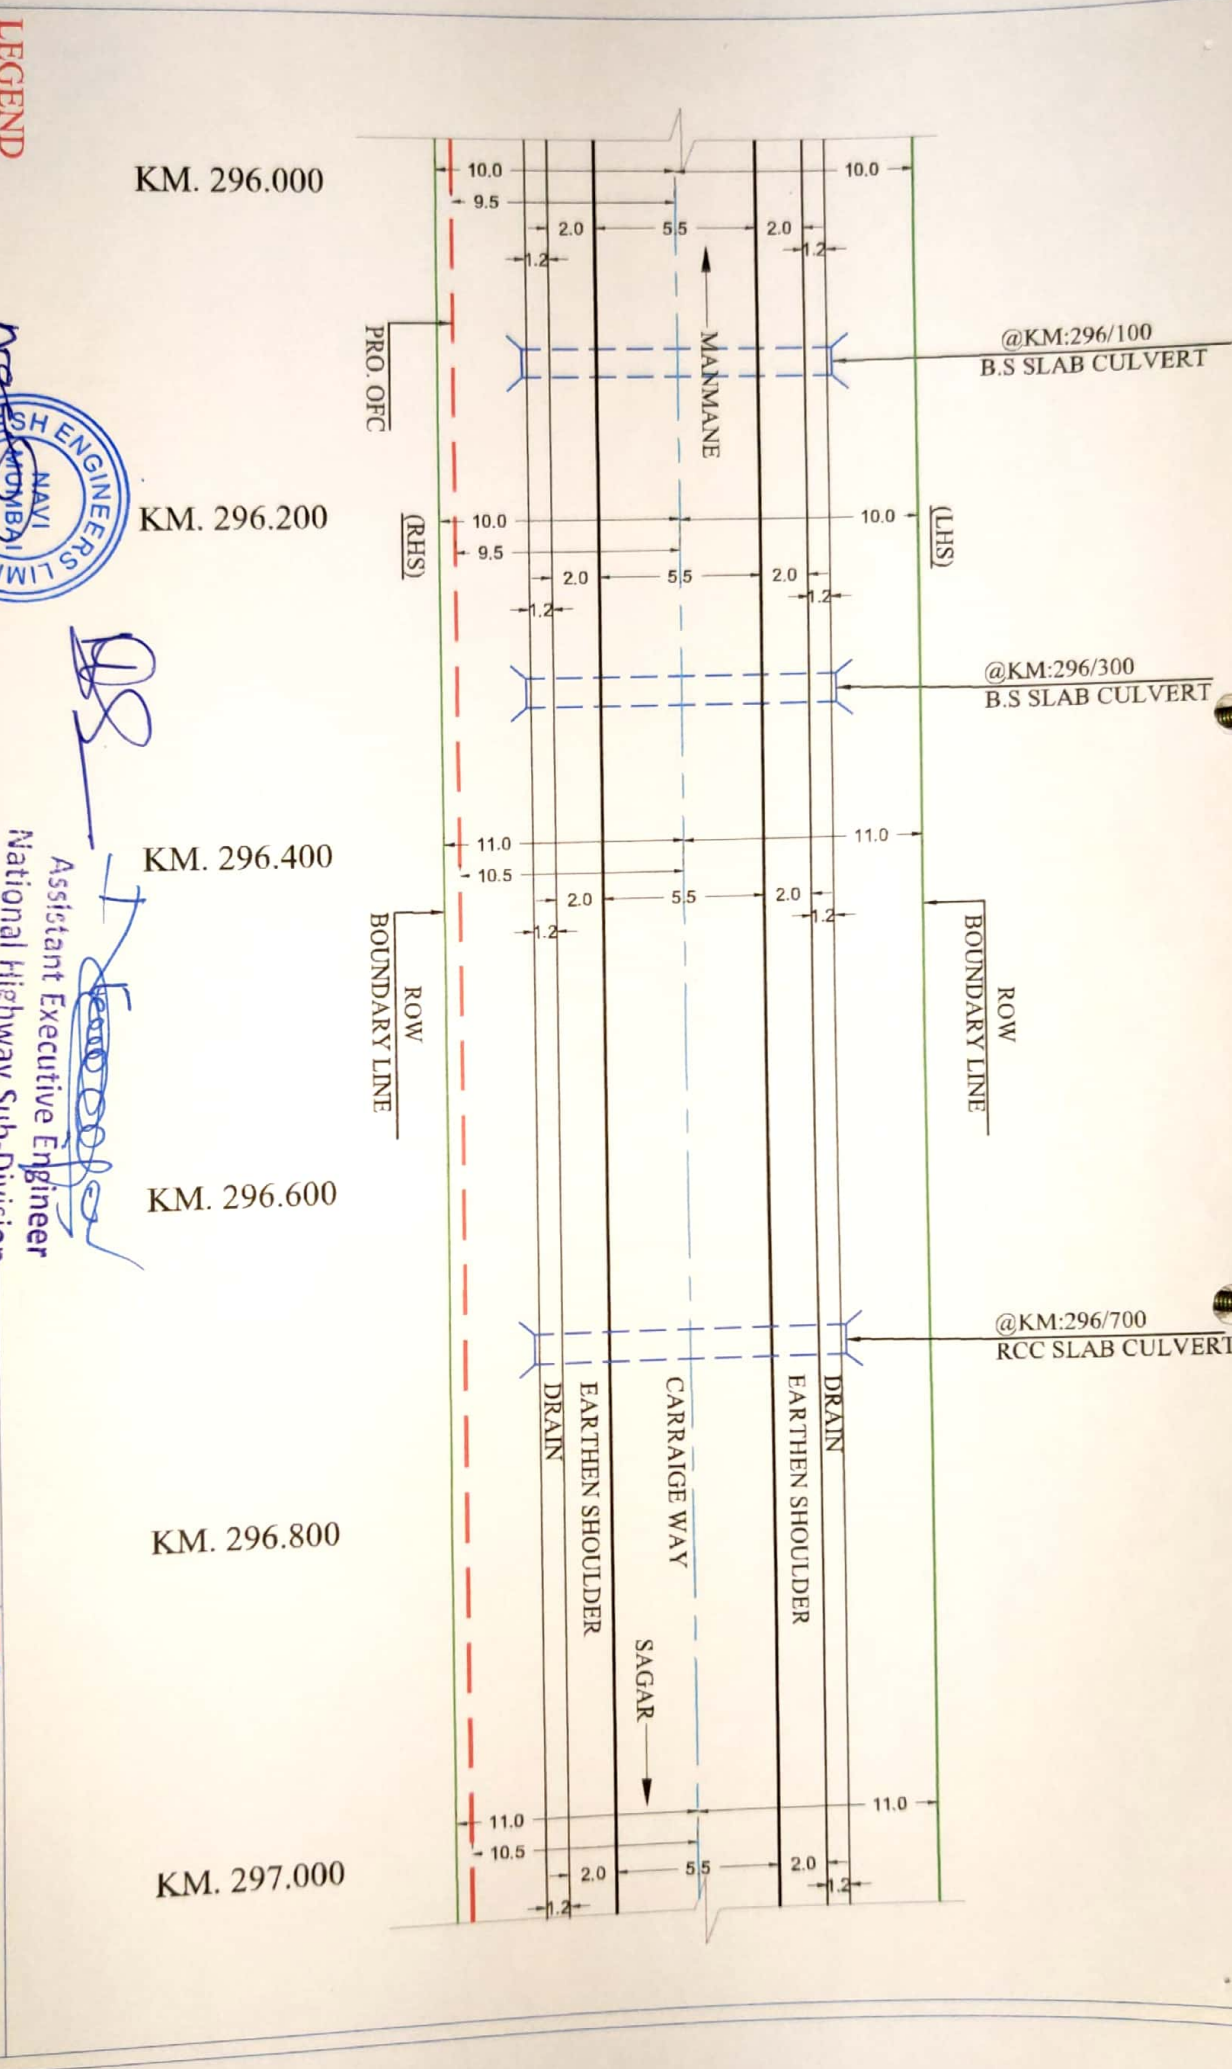 LEGEND
KM. 296.000
10.0
10.0
9.5
2.0
5.5
2.0
1.2
1.2
MANMANE
PRO. OFC
@KM:296/100
B.S SLAB CULVERT
SH ENGINEERS
NAVI
MUMBAI
KM. 296.200
(RHS)
(LHS)
10.0
10.0
9.5
2.0
5.5
2.0
1.2
1.2
@KM:296/300
B.S SLAB CULVERT
KM. 296.400
11.0
11.0
10.5
2.0
5.5
2.0
1.2
1.2
ROW
BOUNDARY LINE
ROW
BOUNDARY LINE
Assistant Executive Engineer
National Highway Sub-Division
KM. 296.600
@KM:296/700
RCC SLAB CULVERT
DRAIN
EARTHEN SHOULDER
CARRAIGE WAY
EARTHEN SHOULDER
DRAIN
KM. 296.800
SAGAR
11.0
11.0
10.5
2.0
5.5
2.0
1.2
1.2
KM. 297.000